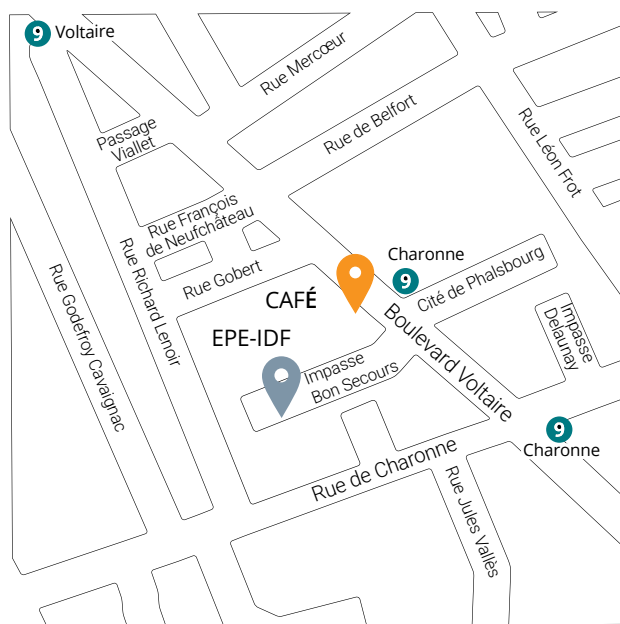 9 Voltaire
Rue Mercœur
Passage
Viallet
Rue de Belfort
Rue Léon Frot
Rue François
de Neufchâteau
Rue Richard Lenoir
Rue Godefroy Cavaignac
Rue Gobert
Charonne
9
Cité de Phalsbourg
CAFÉ
EPE-IDF
Boulevard Voltaire
Impasse
Delaunay
Impasse
Bon Secours
9
Charonne
Rue de Charonne
Rue Jules Vallès